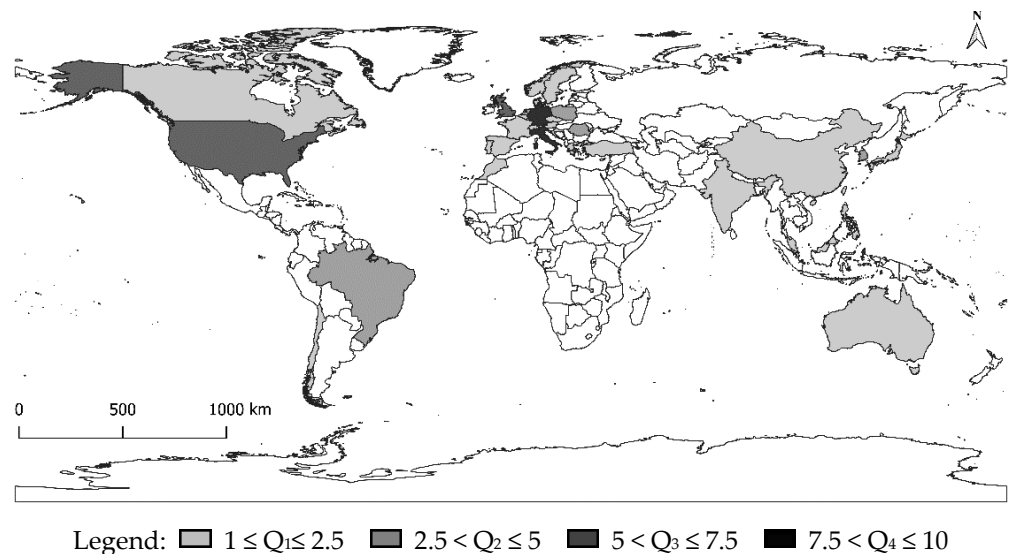 N
0 500 1000 km
Legend: 1 ≤ Q₁≤ 2.5 2.5 < Q₂ ≤ 5 5 < Q₃ ≤ 7.5 7.5 < Q₄ ≤ 10